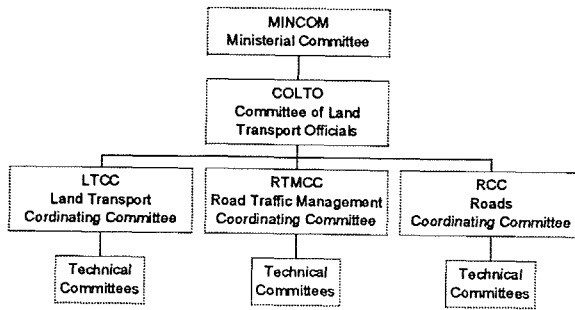 MINCOM
Ministerial Committee
COLTO
Committee of Land
Transport Officials
LTCC
Land Transport
Cordinating Committee
RTMCC
Road Traffic Management
Coordinating Committee
RCC
Roads
Coordinating Committee
Technical
Committees
Technical
Committees
Technical
Committees